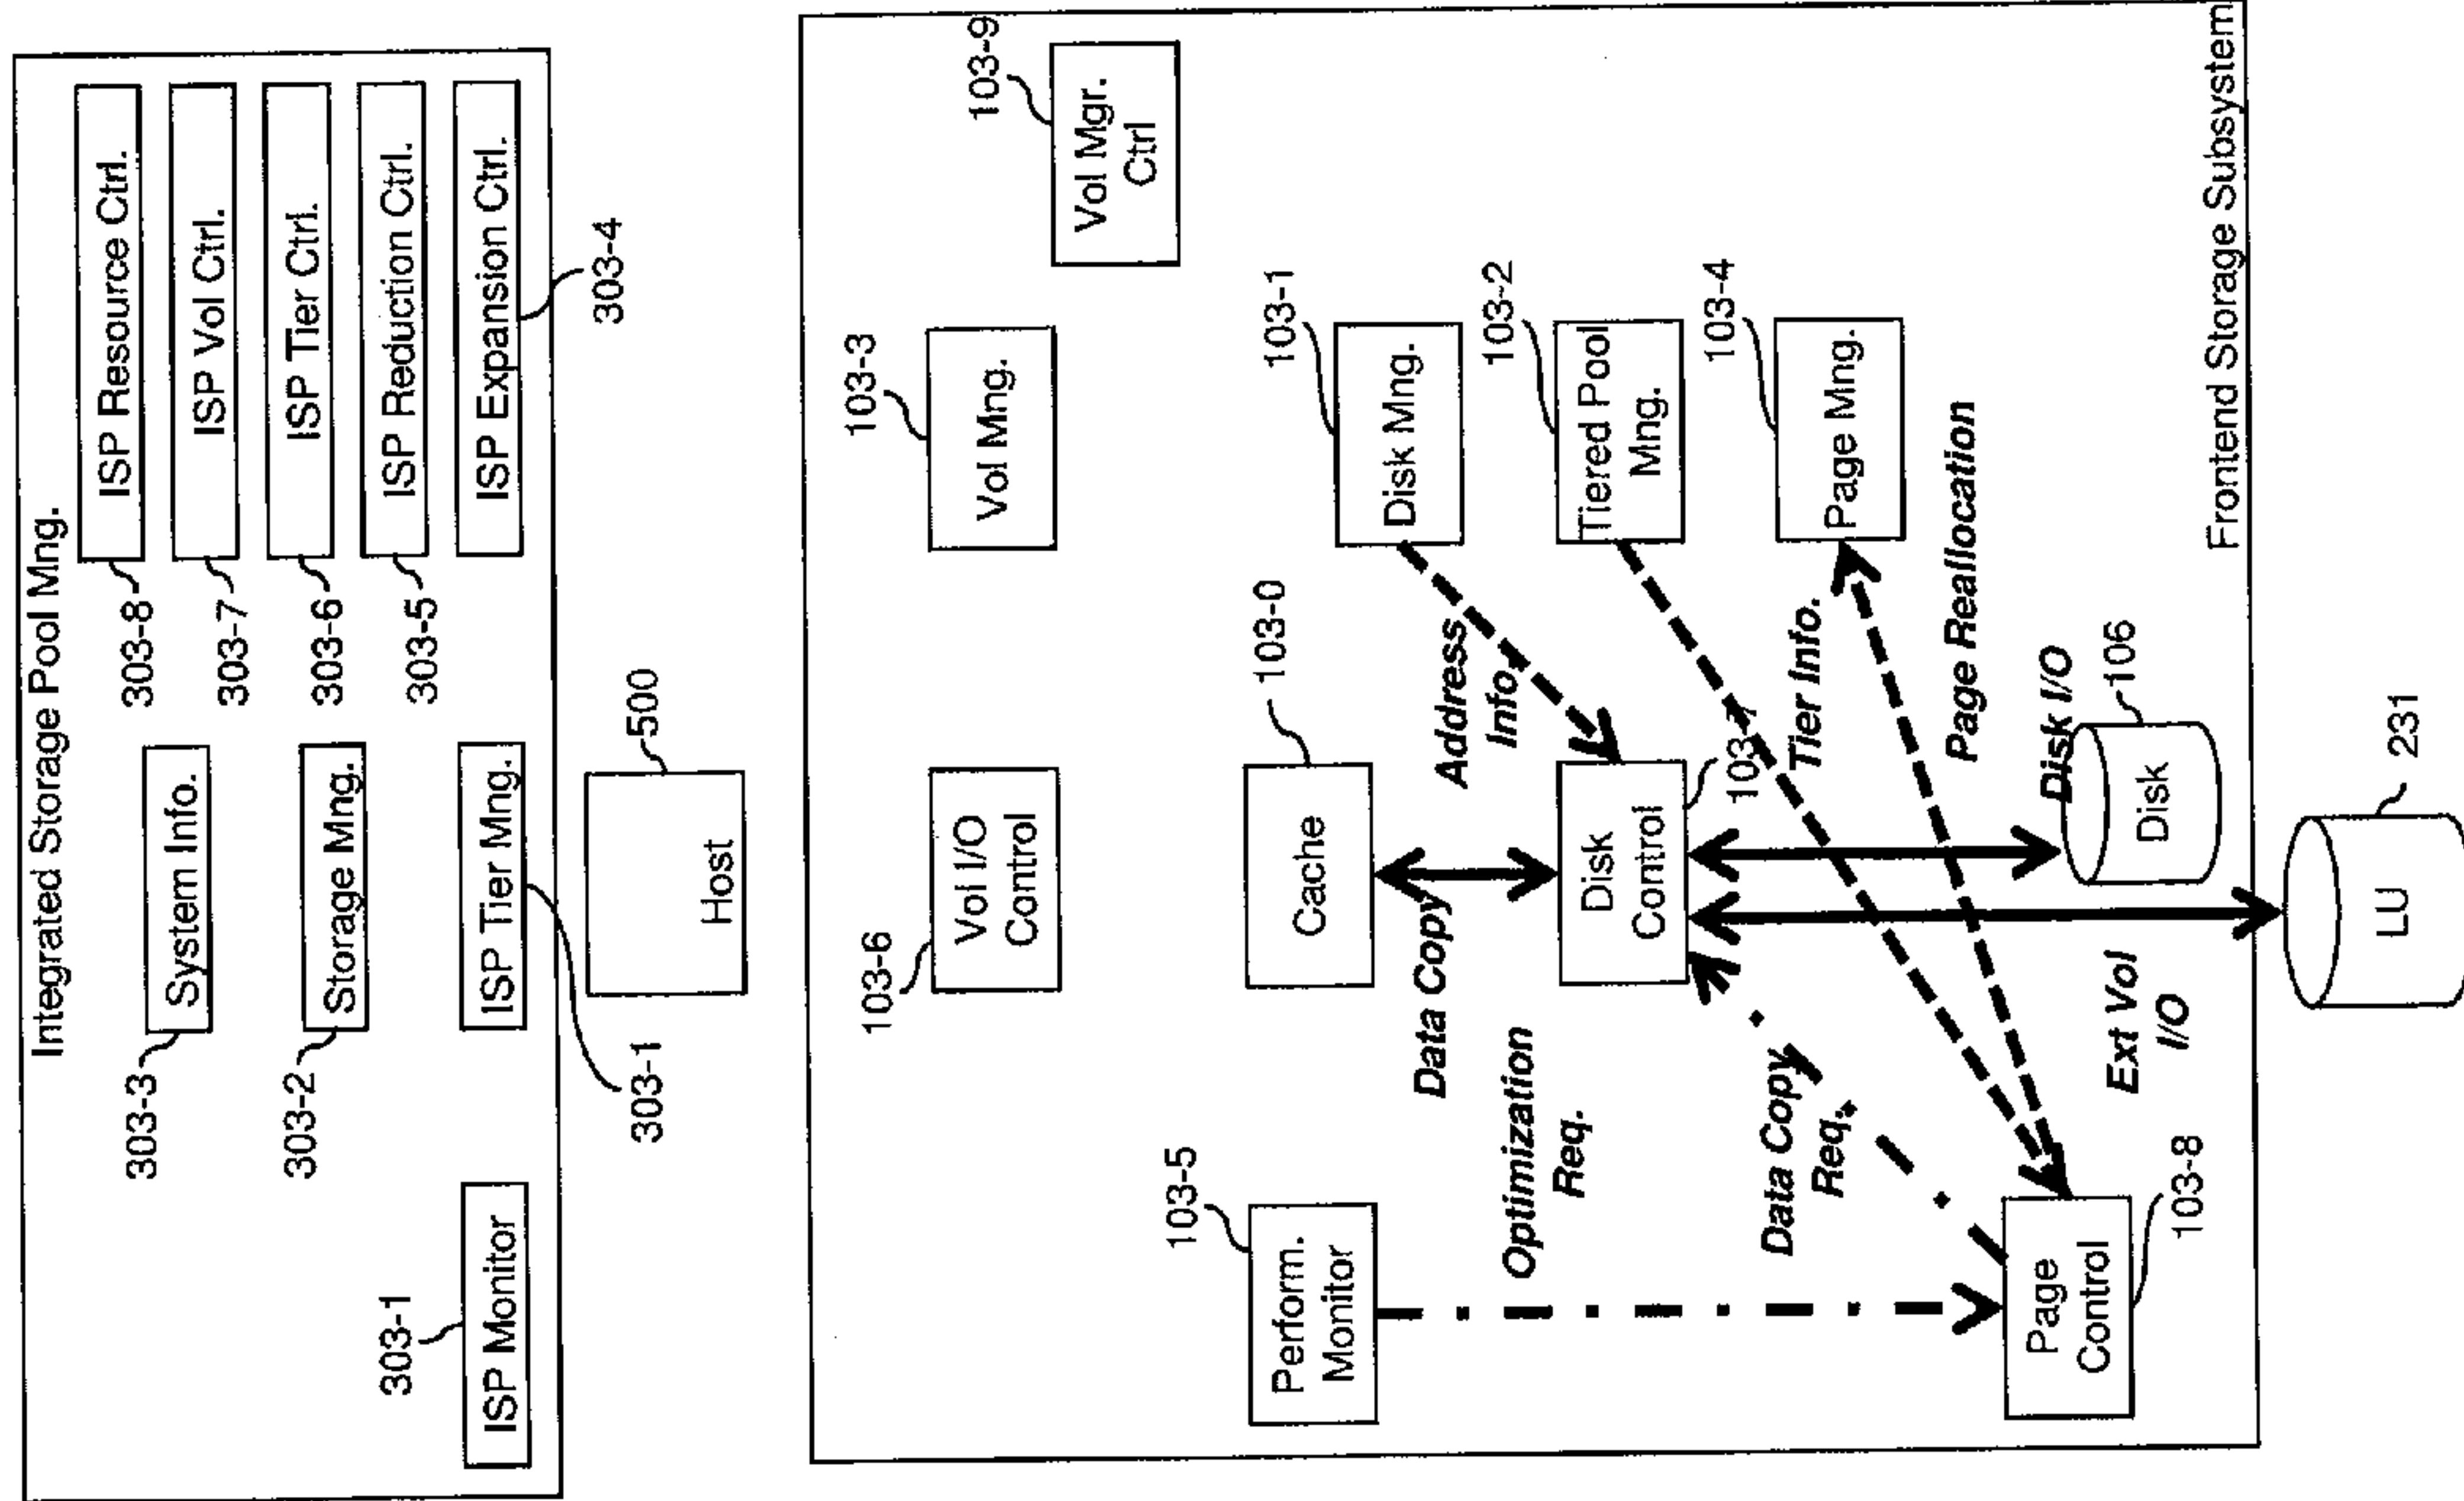 Integrated Storage Pool Mng.
303-3
System Info.
303-8
ISP Resource Ctrl.
303-7
ISP Vol Ctrl.
303-2
Storage Mng.
303-6
ISP Tier Ctrl.
303-5
ISP Reduction Ctrl.
303-1
ISP Monitor
ISP Tier Mng.
303-1
ISP Expansion Ctrl.
303-4
500
Host
103-6
Vol I/O
Control
103-3
Vol Mng.
103-9
Vol Mgr.
Ctrl
103-5
Perform.
Monitor
103-0
Cache
103-1
Disk Mng.
Data Copy
Address
Info.
Optimization
Req.
Disk
Control
103-7
103-2
Tiered Pool
Mng.
Data Copy
Req.
Tier Info.
103-4
Page Mng.
Page Reallocation
Page
Control
103-8
Ext Vol
I/O
Disk I/O
106
Disk
Frontend Storage Subsystem
231
LU